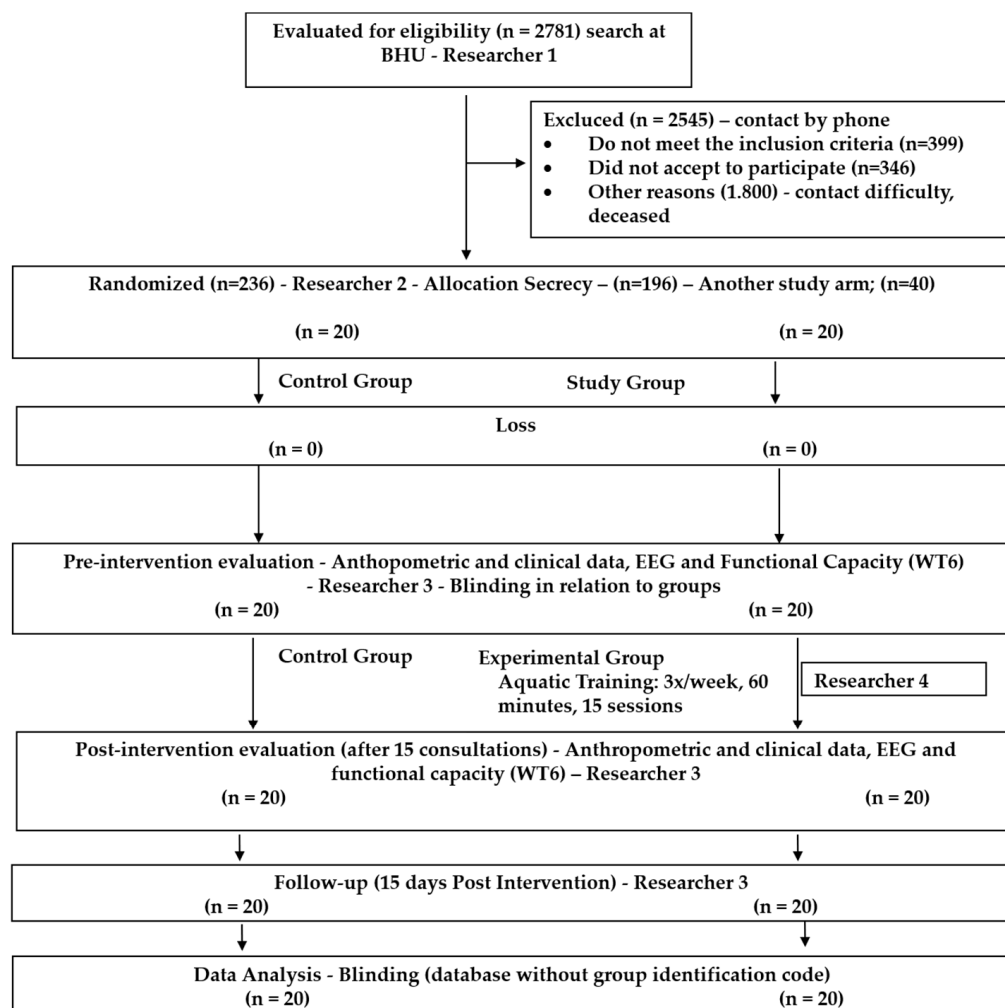 Evaluated for eligibility (n = 2781) search at
BHU - Researcher 1
Excluced (n = 2545) – contact by phone
• Do not meet the inclusion criteria (n=399)
• Did not accept to participate (n=346)
• Other reasons (1.800) - contact difficulty,
deceased
Randomized (n=236) - Researcher 2 - Allocation Secrecy – (n=196) – Another study arm; (n=40)
(n = 20) (n = 20)
Control Group Study Group
Loss
(n = 0) (n = 0)
Pre-intervention evaluation - Anthopometric and clinical data, EEG and Functional Capacity (WT6)
- Researcher 3 - Blinding in relation to groups
(n = 20) (n = 20)
Control Group
Experimental Group
Aquatic Training: 3x/week, 60
minutes, 15 sessions
Researcher 4
Post-intervention evaluation (after 15 consultations) - Anthropometric and clinical data, EEG and
functional capacity (WT6) – Researcher 3
(n = 20) (n = 20)
Follow-up (15 days Post Intervention) - Researcher 3
(n = 20) (n = 20)
Data Analysis - Blinding (database without group identification code)
(n = 20) (n = 20)